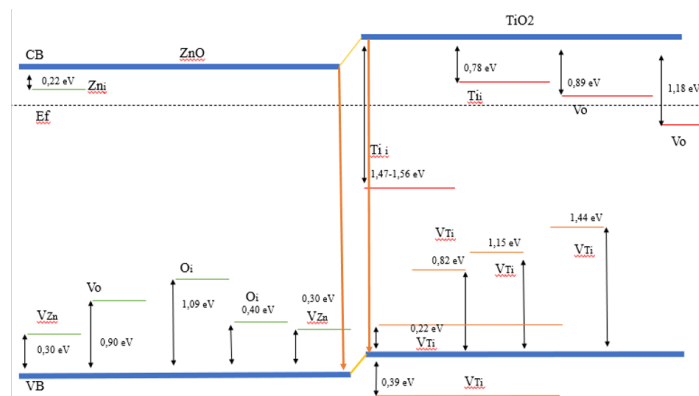 TiO2
CB
ZnO
0,22 eV
Zni
0,78 eV
0,89 eV
1,18 eV
Tii
Vo
Ef
Vo
Ti i
1,47-1,56 eV
1,44 eV
VTi
1,15 eV
VTi
0,82 eV
VTi
Oi
Vo
1,09 eV
Oi
0,30 eV
0,40 eV
VZn
VZn
0,22 eV
0,30 eV
0,90 eV
VTi
VB
0,39 eV
VTi